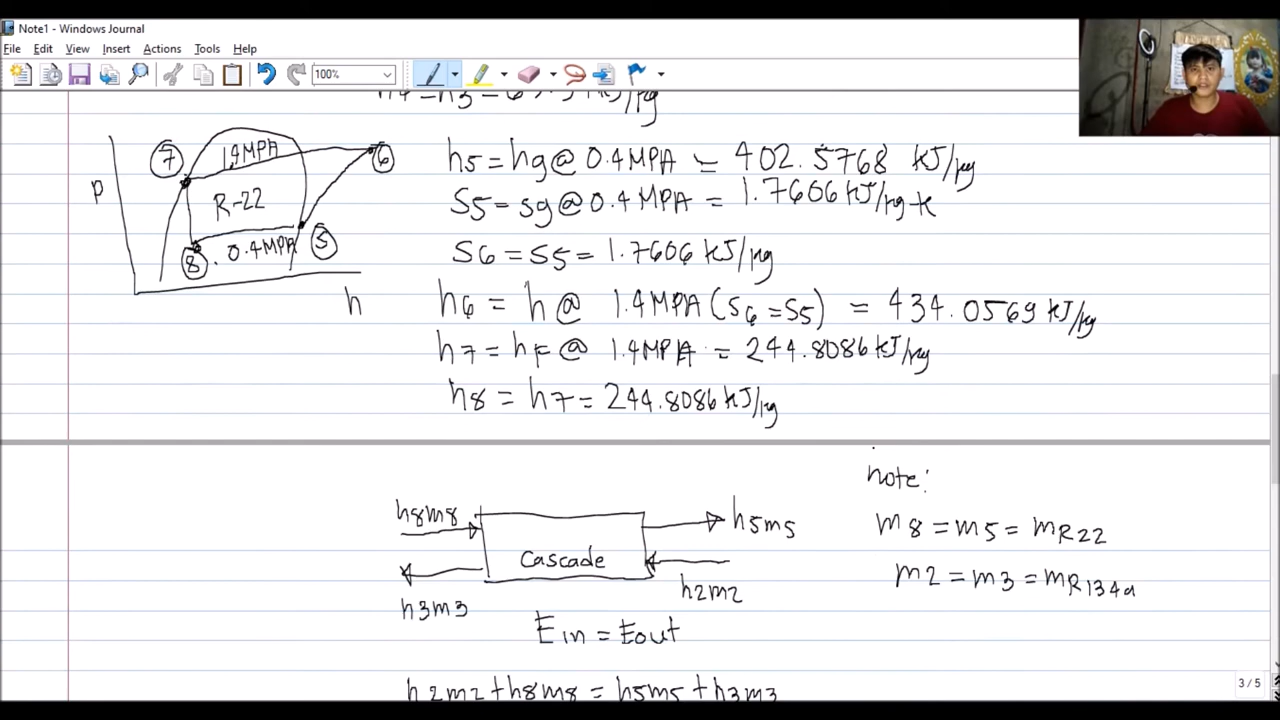 Note1 - Windows Journal
File Edit View Insert Actions Tools Help
100%
P
7
1.4MPA
6
R-22
8
0.4MPA
5
h
h5 = hg @ 0.4MPA = 402.5768 KJ/kg
S5 = sg @ 0.4MPA = 1.7606 KJ/kg-K
S6 = S5 = 1.7606 KJ/kg
h6 = h @ 1.4MPA (S6 = S5) = 434.0569 KJ/kg
h7 = hF @ 1.4MPA = 244.8086 KJ/kg
h8 = h7 = 244.8086 KJ/kg
note:
h8m8
h5m5
m8 = m5 = mR22
Cascade
m2 = m3 = mR134a
h3m3
h2m2
Ein = Eout
h2m2 + h8m8 = h5m5 + h3m3
3 / 5